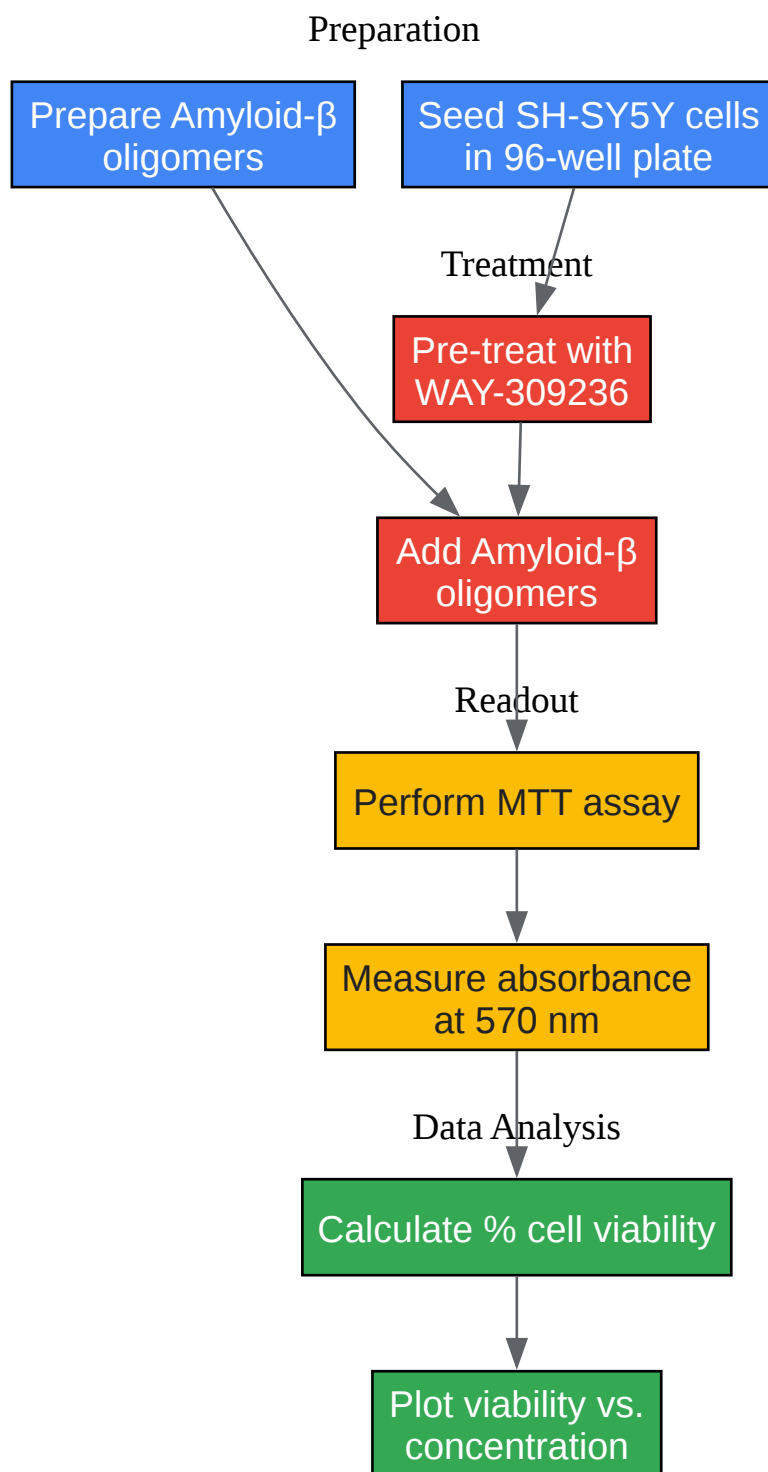 Preparation
Prepare Amyloid-β
oligomers
Seed SH-SY5Y cells
in 96-well plate
Treatment
Pre-treat with
WAY-309236
Add Amyloid-β
oligomers
Readout
Perform MTT assay
Measure absorbance
at 570 nm
Data Analysis
Calculate % cell viability
Plot viability vs.
concentration